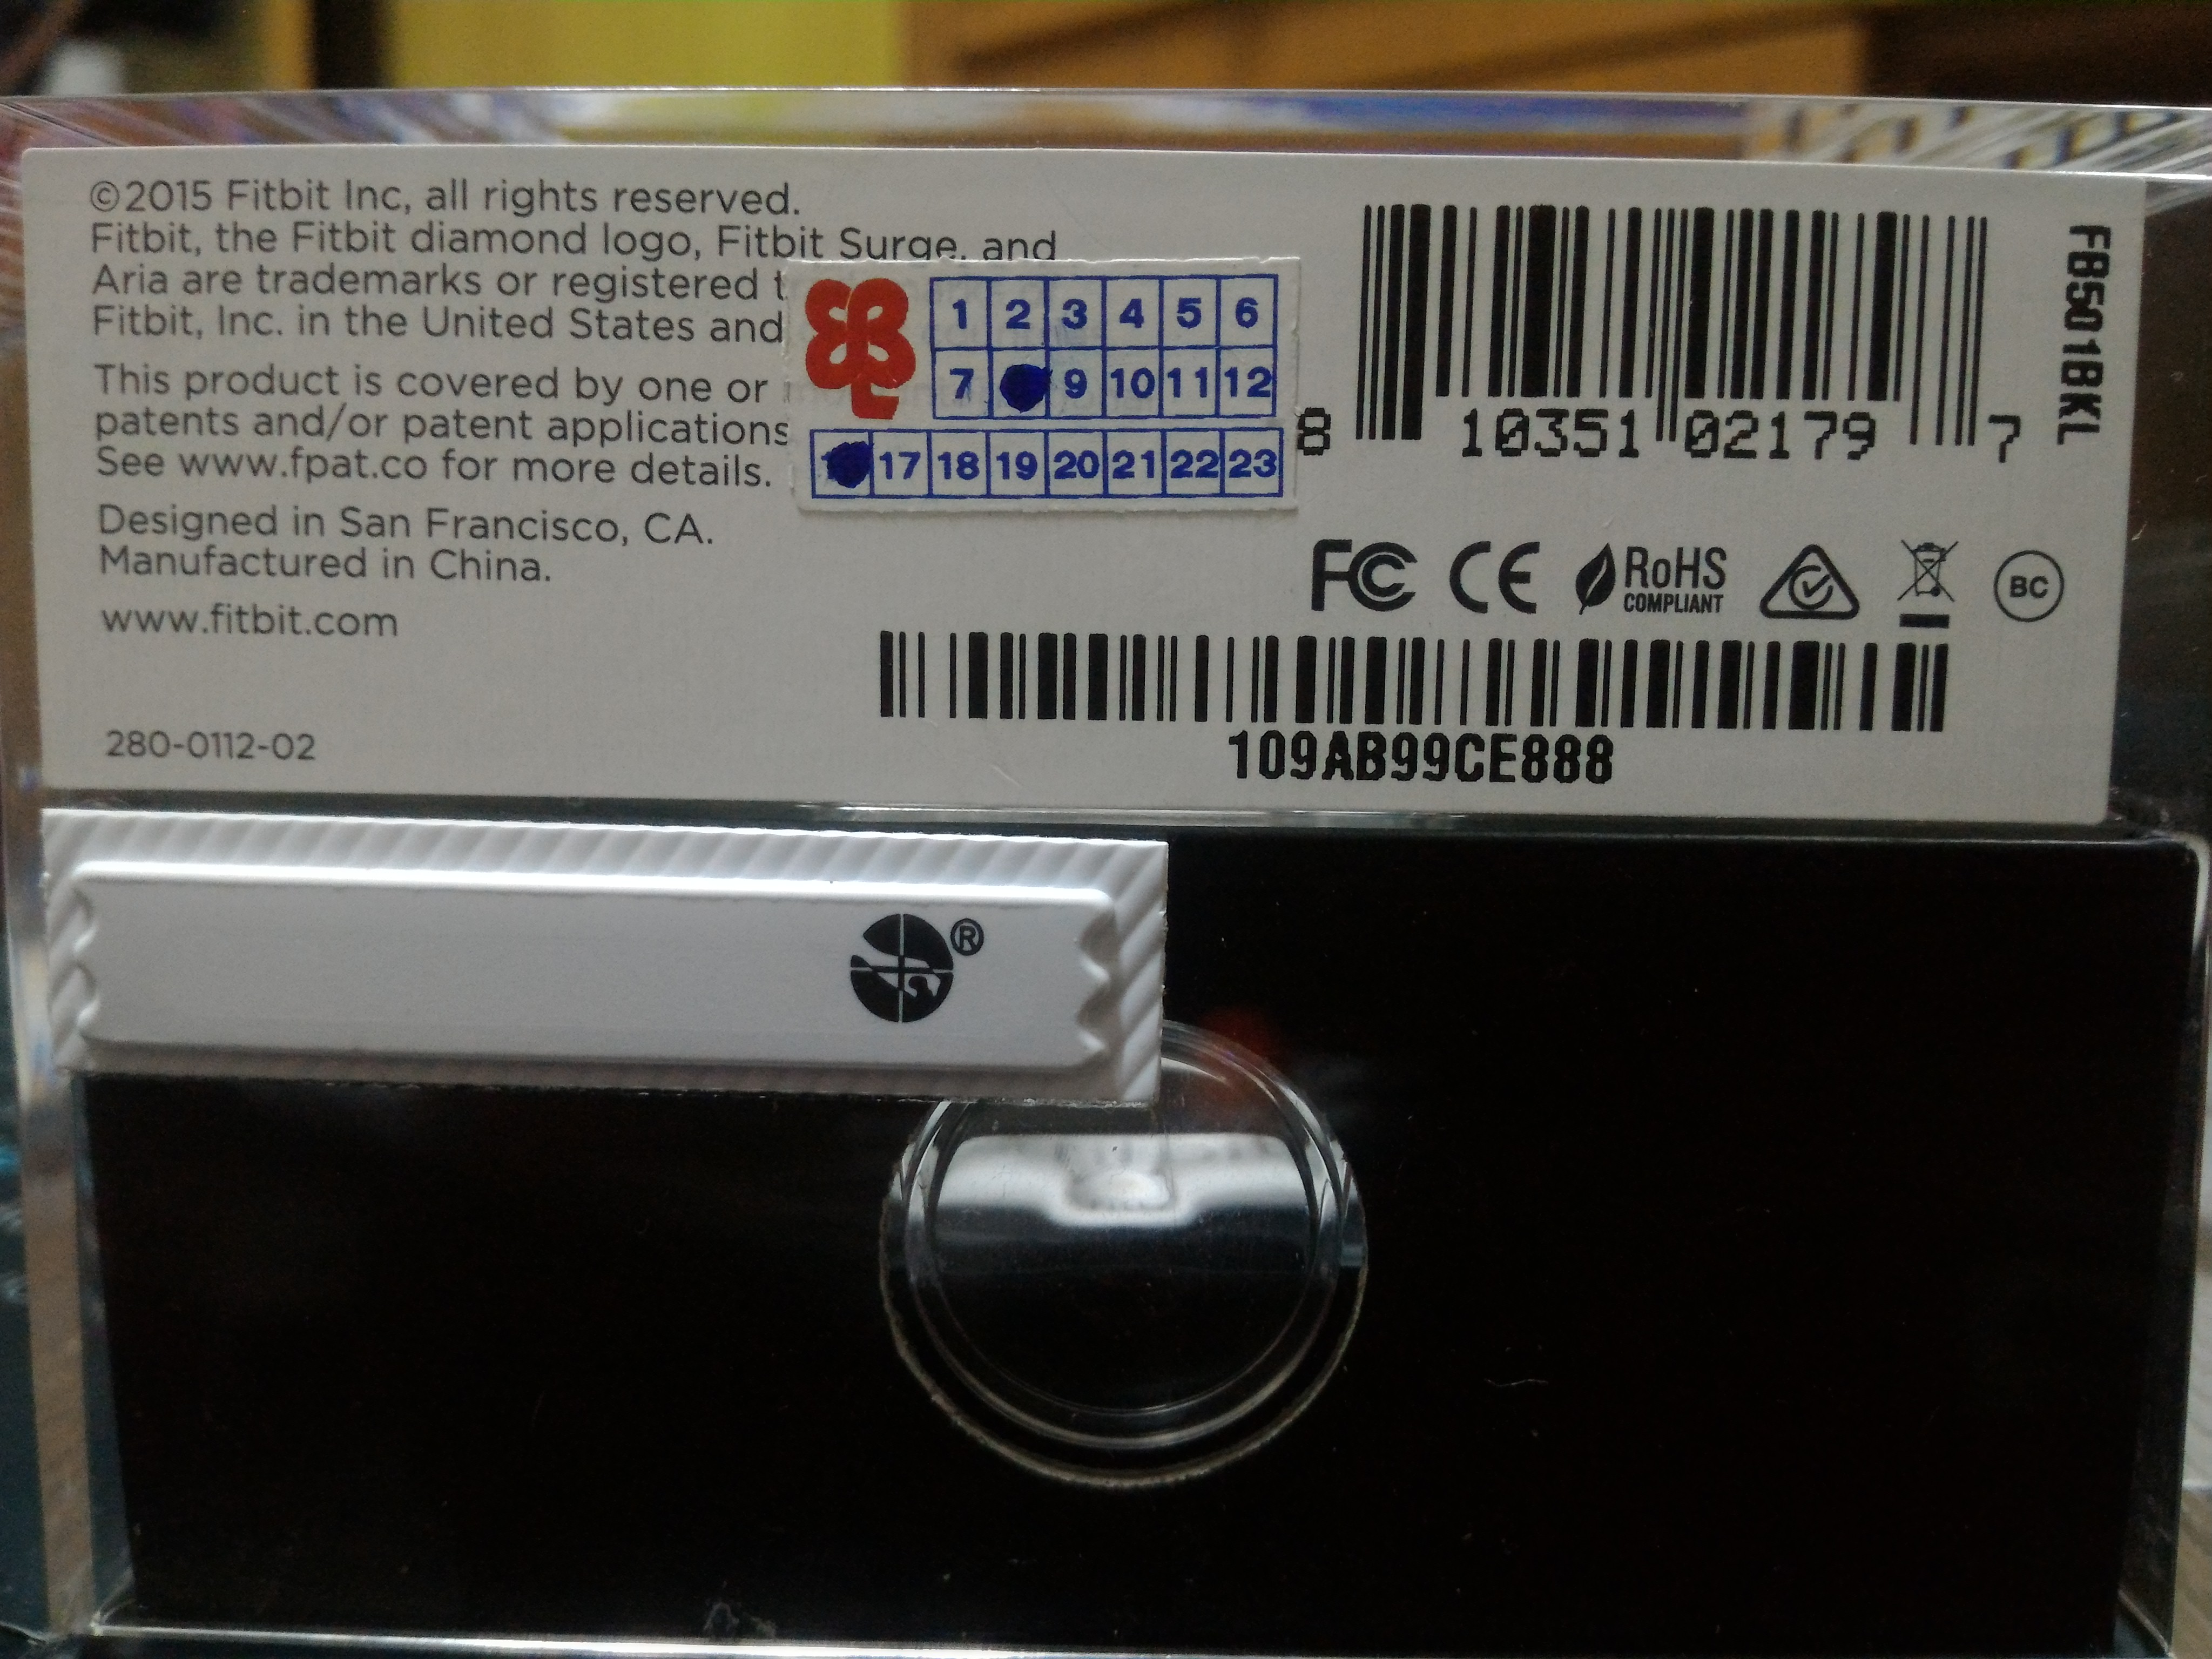 ©2015 Fitbit Inc, all rights reserved.
Fitbit, the Fitbit diamond logo, Fitbit Surge, and
Aria are trademarks or registered
Fitbit, Inc. in the United States and
This product is covered by one or
patents and/or patent applications
See www.fpat.co for more details.
Designed in San Francisco, CA.
Manufactured in China.
www.fitbit.com
280-0112-02
1 2 3 4 5 6
7 9 10 11 12
17 18 19 20 21 22 23
8 10351 02179 7
FB501BKL
FC CE RoHS BC
COMPLIANT
109AB99CE888
®